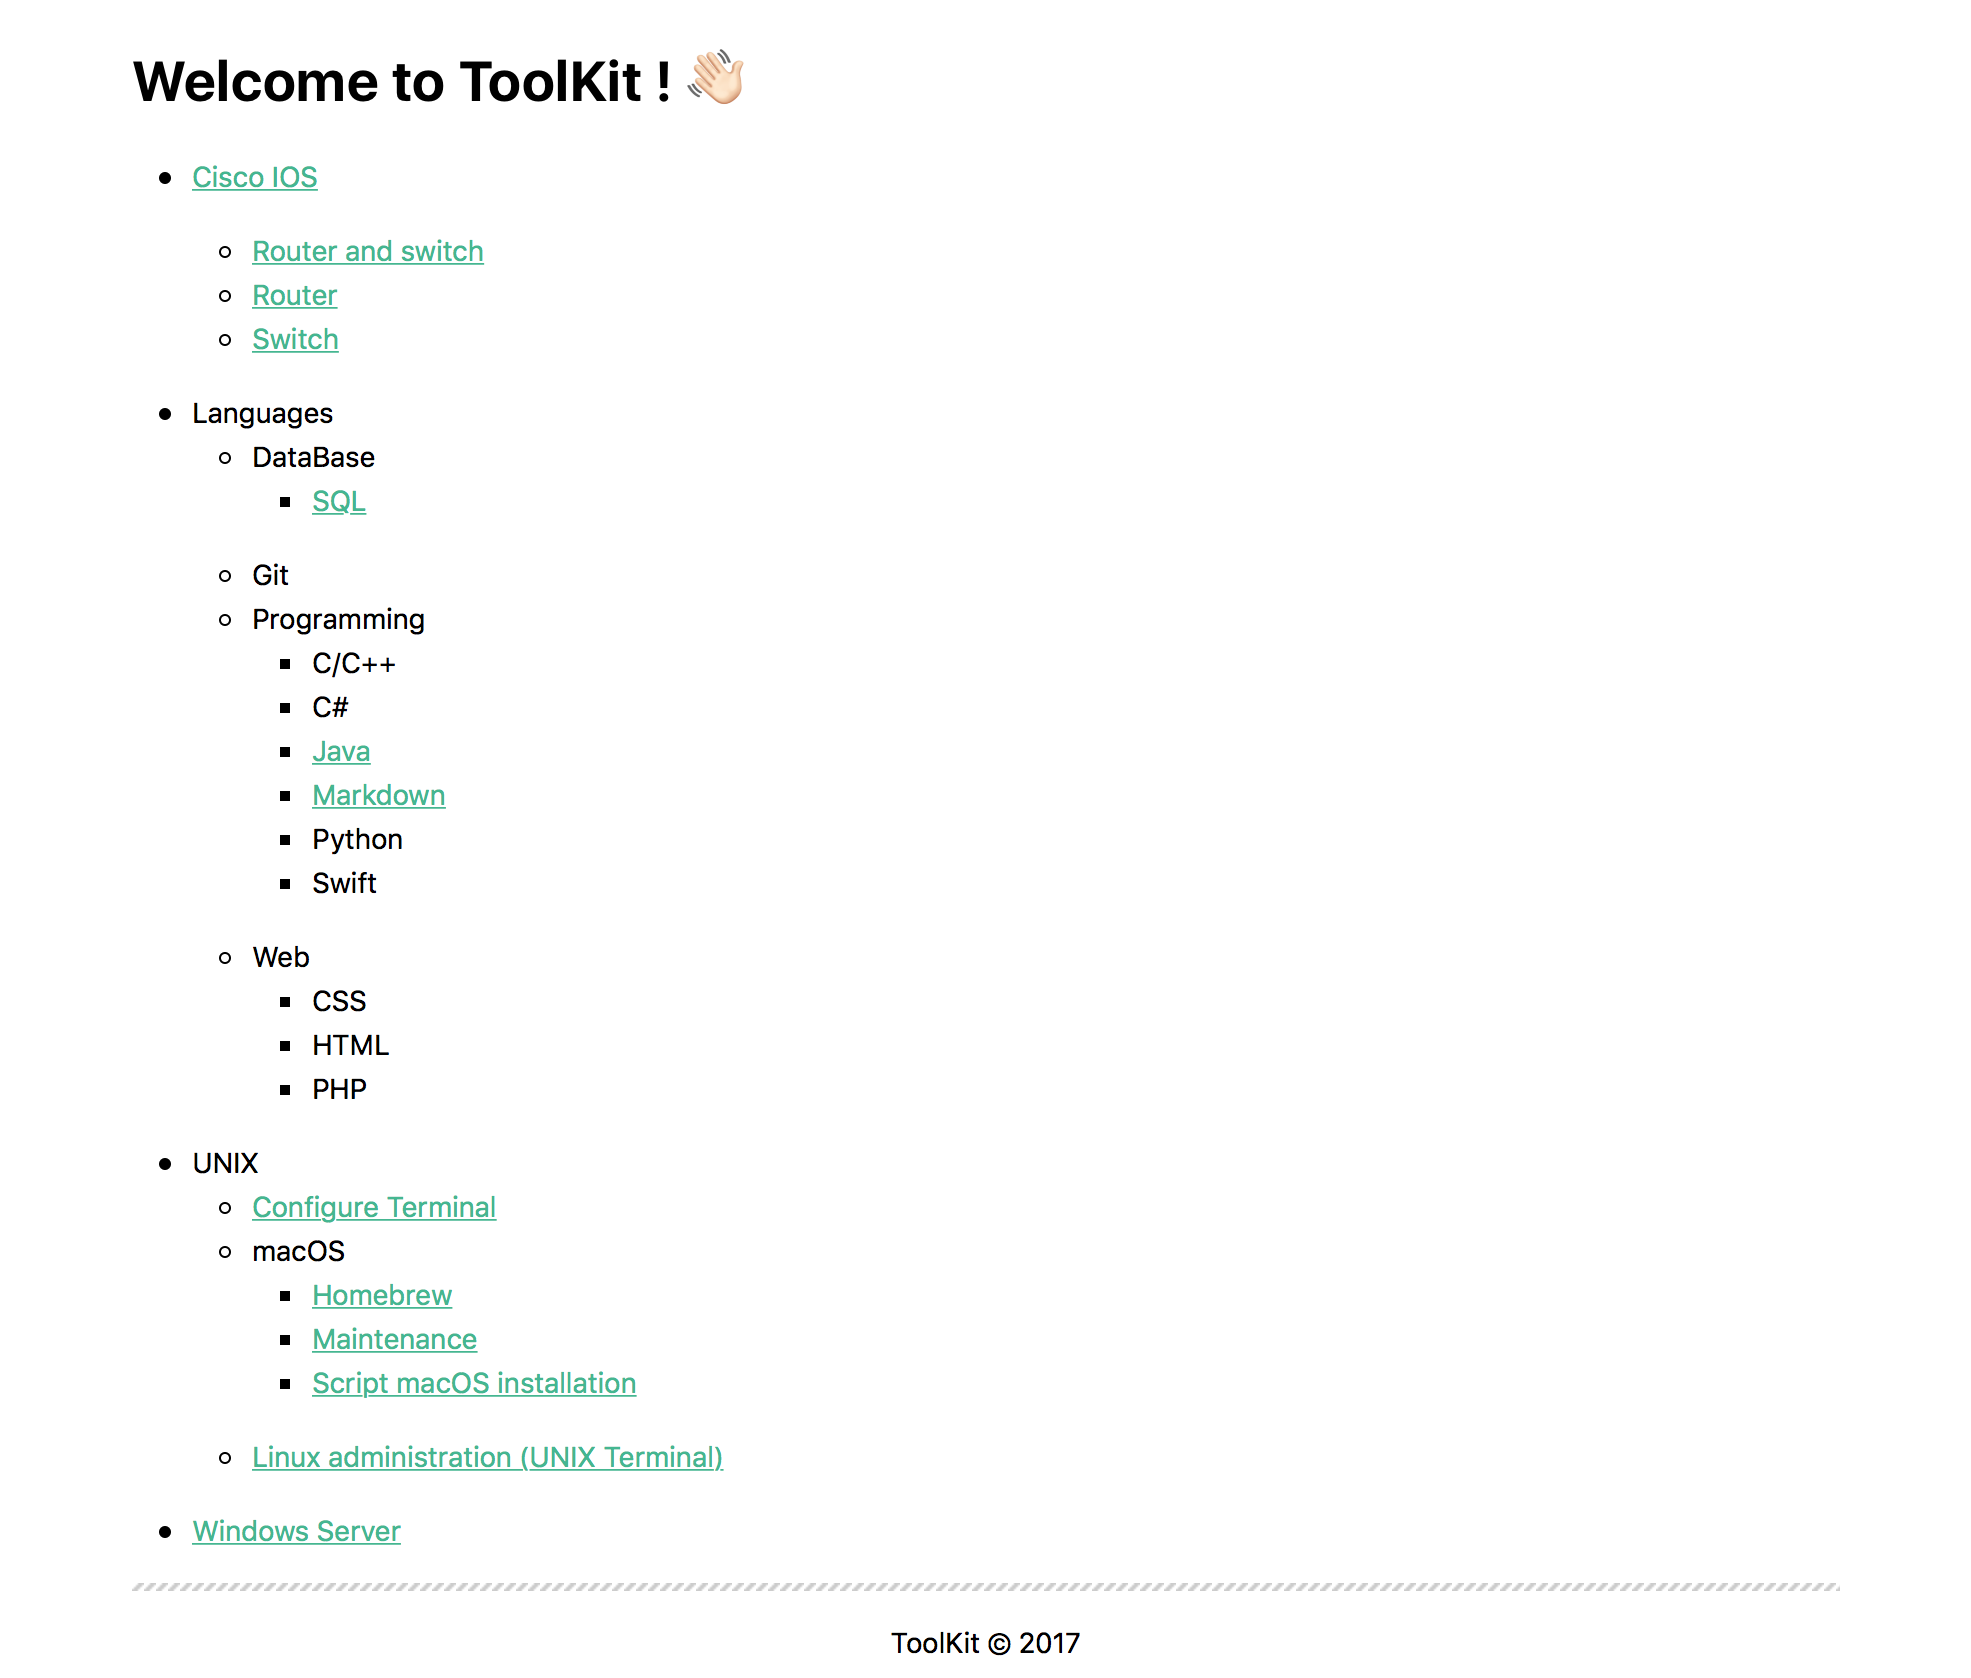 Welcome to ToolKit ! 👋🏻
Cisco IOS
Router and switch
Router
Switch
Languages
DataBase
SQL
Git
Programming
C/C++
C#
Java
Markdown
Python
Swift
Web
CSS
HTML
PHP
UNIX
Configure Terminal
macOS
Homebrew
Maintenance
Script macOS installation
Linux administration (UNIX Terminal)
Windows Server
ToolKit © 2017